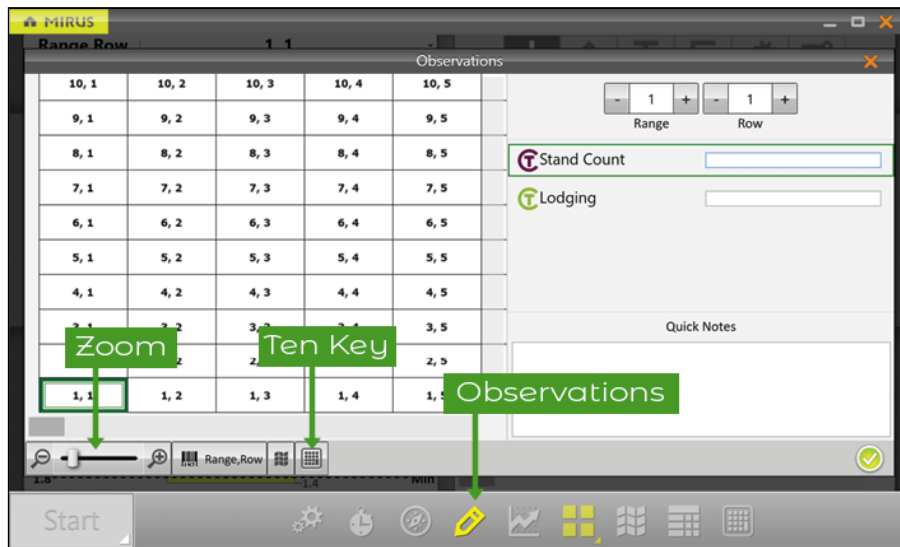 MIRUS
Range Row 1, 1
Observations
10, 1 10, 2 10, 3 10, 4 10, 5
9, 1 9, 2 9, 3 9, 4 9, 5
8, 1 8, 2 8, 3 8, 4 8, 5
7, 1 7, 2 7, 3 7, 4 7, 5
6, 1 6, 2 6, 3 6, 4 6, 5
5, 1 5, 2 5, 3 5, 4 5, 5
4, 1 4, 2 4, 3 4, 4 4, 5
3, 5
2, 5
1, 1 1, 2 1, 3 1, 4
Zoom
Ten Key
Observations
- 1 + - 1 +
Range Row
Stand Count
Lodging
Quick Notes
Range,Row
1.8 1.4 Min
Start